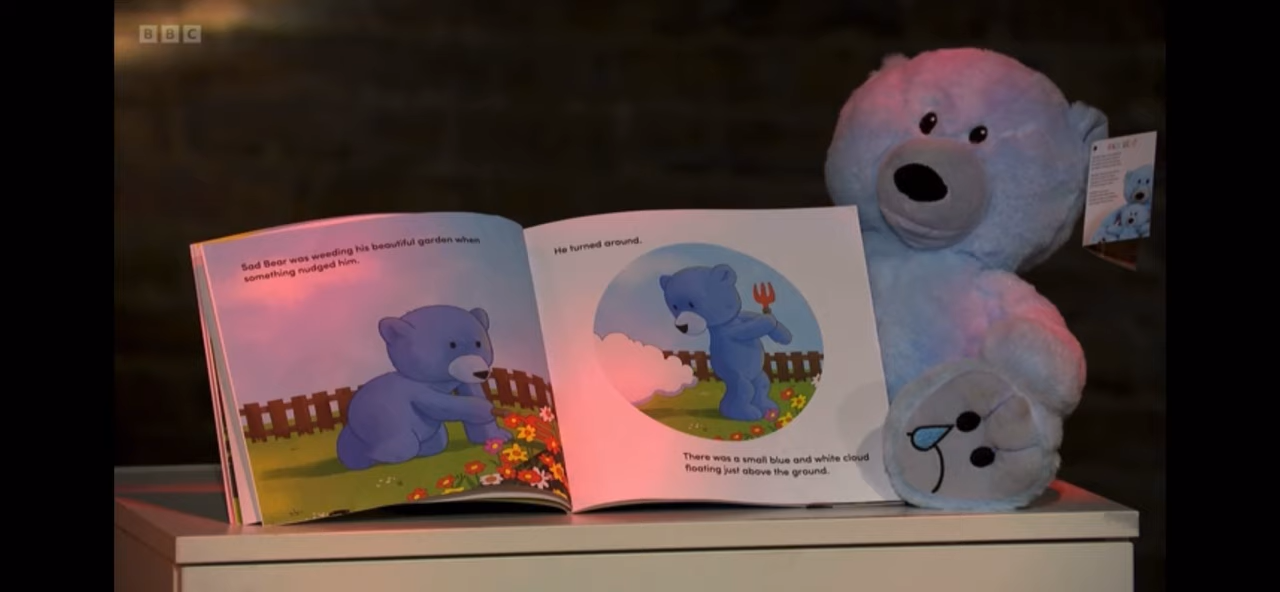 BBC
Sad Bear was weeding his beautiful garden when
something nudged him.
He turned around.
There was a small blue and white cloud
floating just above the ground.